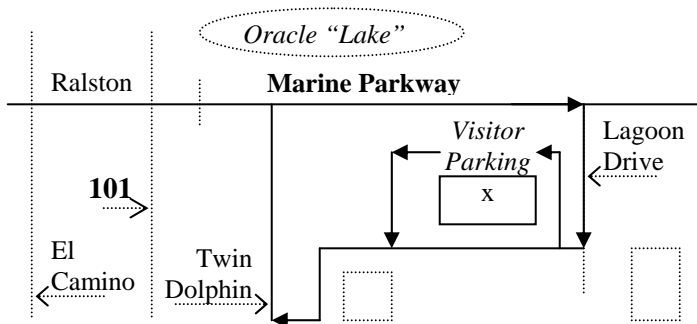 Oracle “Lake”
Ralston
Marine Parkway
Visitor
Parking
Lagoon
Drive
x
101
El
Camino
Twin
Dolphin